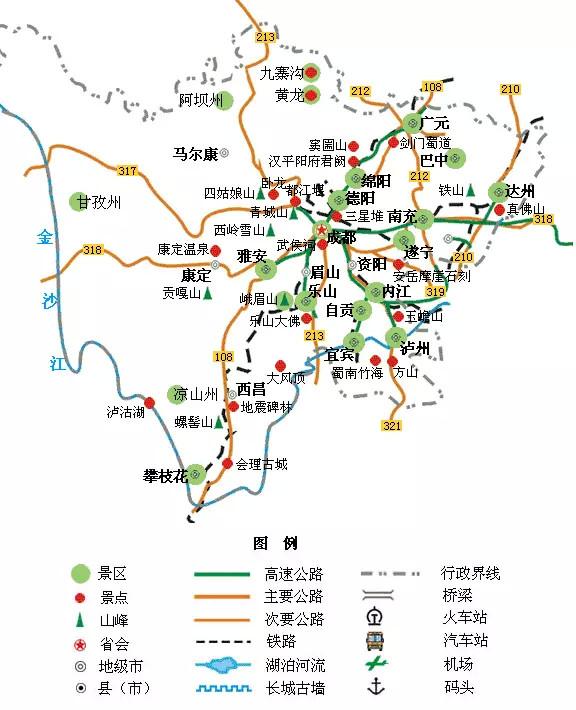 213
九寨沟
黄龙
阿坝州
212
108
210
广元
窦圌山
剑门蜀道
马尔康
汉平阳府君阙
巴中
317
绵阳
212
卧龙
四姑娘山
都江堰
德阳
铁山
达州
甘孜州
青城山
三星堆
南充
真佛山
318
西岭雪山
成都
武侯祠
遂宁
金
沙
江
318
康定温泉
雅安
210
康定
眉山
资阳
安岳摩崖石刻
贡嘎山
峨眉山
乐山
内江
319
自贡
乐山大佛
玉蟾山
213
108
宜宾
泸州
大风顶
蜀南竹海
方山
凉山州
西昌
泸沽湖
地震碑林
螺髻山
321
会理古城
攀枝花
图 例
景区
高速公路
行政界线
景点
主要公路
桥梁
山峰
次要公路
火车站
省会
铁路
汽车站
地级市
湖泊河流
机场
县（市）
长城古墙
码头